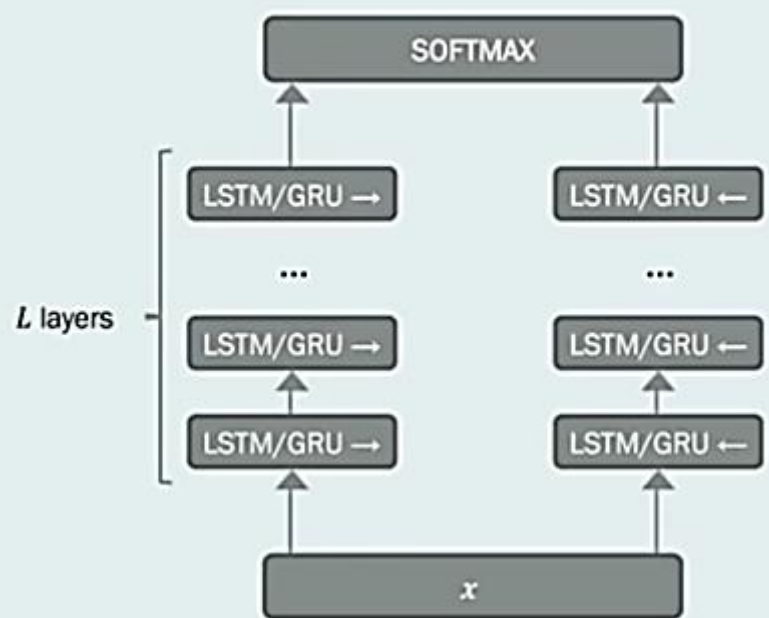 SOFTMAX
LSTM/GRU → LSTM/GRU ←
... ...
L layers
LSTM/GRU → LSTM/GRU ←
LSTM/GRU → LSTM/GRU ←
x